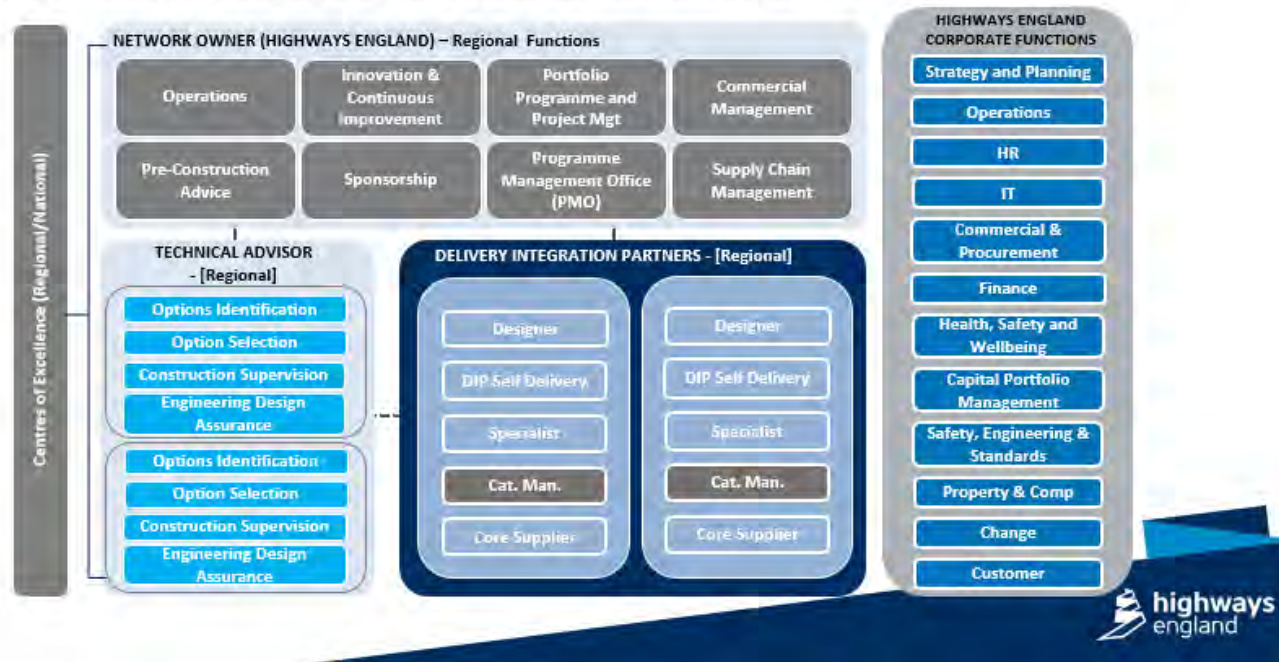 Centres of Excellence (Regional/National)
NETWORK OWNER (HIGHWAYS ENGLAND) – Regional Functions
Operations
Innovation &
Continuous
Improvement
Portfolio
Programme and
Project Mgt
Commercial
Management
Pre-Construction
Advice
Sponsorship
Programme
Management Office
(PMO)
Supply Chain
Management
TECHNICAL ADVISOR
- [Regional]
Options Identification
Option Selection
Construction Supervision
Engineering Design
Assurance
Options Identification
Option Selection
Construction Supervision
Engineering Design
Assurance
DELIVERY INTEGRATION PARTNERS - [Regional]
Designer
DIP Self Delivery
Specialist
Cat. Man.
Core Supplier
Designer
DIP Self Delivery
Specialist
Cat. Man.
Core Supplier
HIGHWAYS ENGLAND
CORPORATE FUNCTIONS
Strategy and Planning
Operations
HR
IT
Commercial &
Procurement
Finance
Health, Safety and
Wellbeing
Capital Portfolio
Management
Safety, Engineering &
Standards
Property & Comp
Change
Customer
highways
england